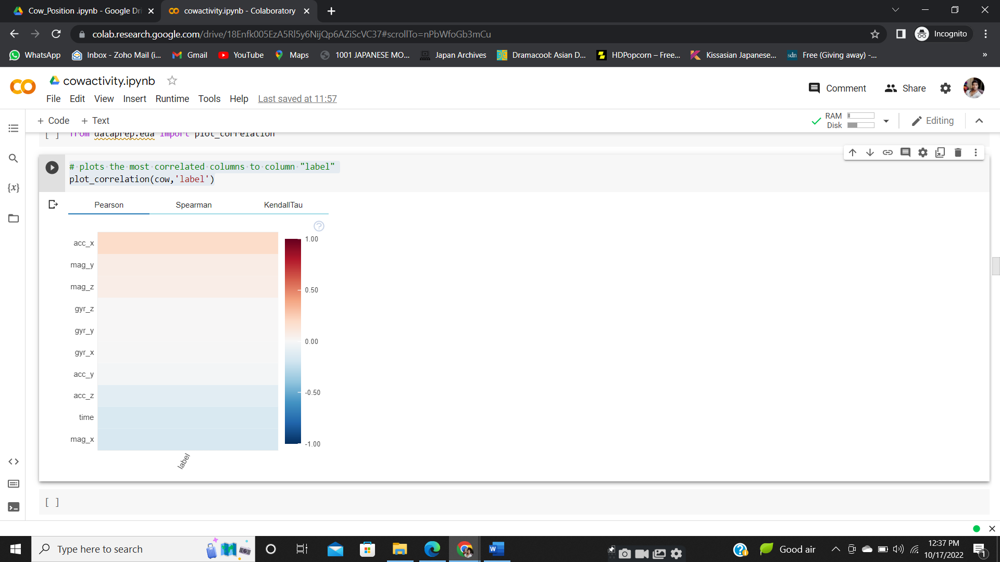 Cow_Position .ipynb - Google Dri
cowactivity.ipynb - Colaboratory
colab.research.google.com/drive/18Enfk005EzA5Rl5y6NijQp6AZiScVC37#scrollTo=nPbWfoGb3mCu
Incognito
WhatsApp
Inbox - Zoho Mail (i...
Gmail
YouTube
Maps
1001 JAPANESE MO...
Japan Archives
Dramacool: Asian D...
HDPopcorn – Free...
Kissasian Japanese...
sdn
Free (Giving away) -...
»
cowactivity.ipynb
File Edit View Insert Runtime Tools Help Last saved at 11:57
Comment
Share
+ Code + Text
RAM
Disk
Editing
[ ] from dataprep.eda import plot_correlation
{x}
# plots the most correlated columns to column "label"
plot_correlation(cow,'label')
Pearson Spearman KendallTau
?
acc_x
mag_y
mag_z
gyr_z
gyr_y
gyr_x
acc_y
acc_z
time
mag_x
label
1.00
0.50
0.00
-0.50
-1.00
[ ]
Type here to search
Good air
12:37 PM
10/17/2022
1